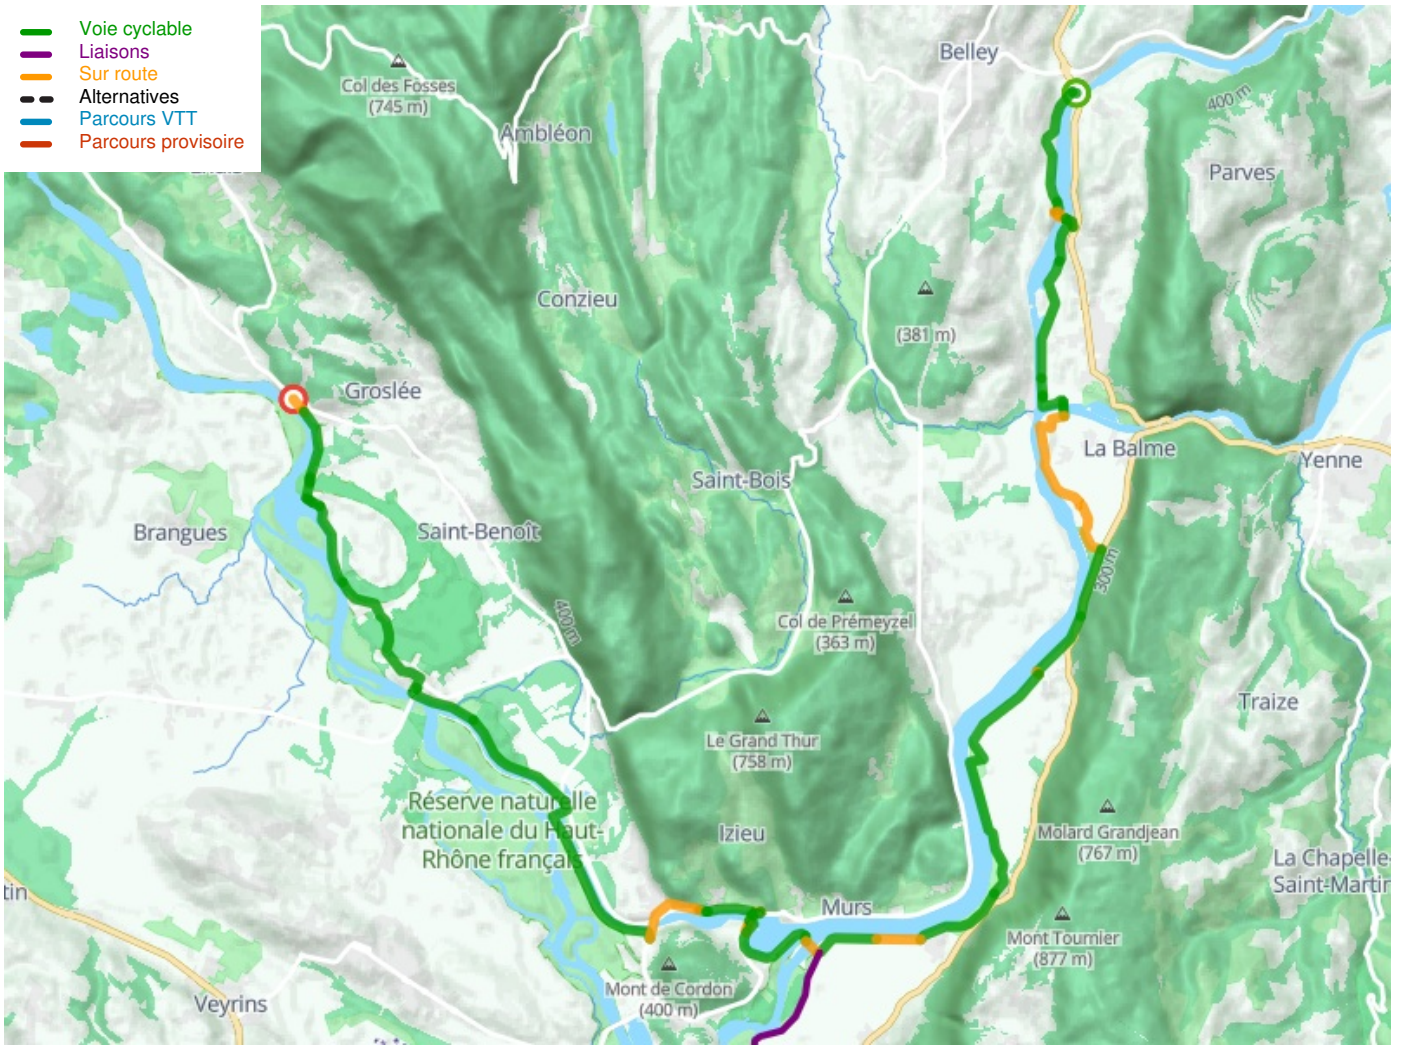 Voie cyclable
Liaisons
Sur route
Alternatives
Parcours VTT
Parcours provisoire
Belley
Col des Fosses
(745 m)
400 m
Ambléon
Parves
Conzieu
(381 m)
Groslée
La Balme
Yenne
Saint-Bois
Brangues
Saint-Benoît
300 m
400 m
Col de Prémeyzel
(363 m)
Traize
Le Grand Thur
(758 m)
Réserve naturelle
nationale du Haut-
Rhône français
Izieu
Molard Grandjean
(767 m)
La Chapelle-
Saint-Martin
tin
Murs
Mont Tournier
(877 m)
Mont de Cordon
(400 m)
Veyrins